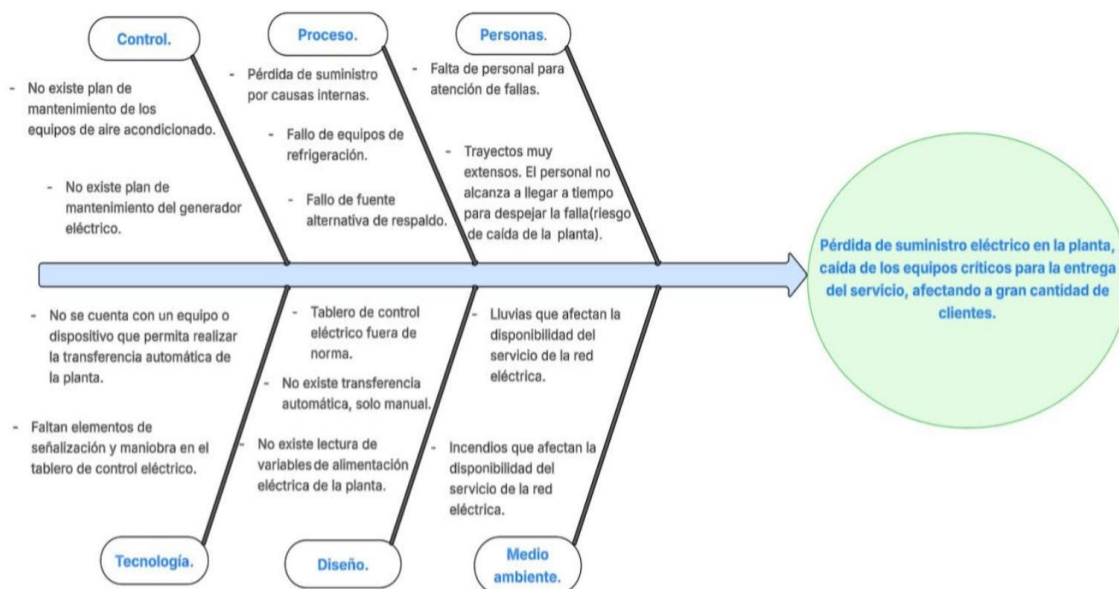 Control.
Proceso.
Personas.
- No existe plan de
mantenimiento de los
equipos de aire acondicionado.
- No existe plan de
mantenimiento del generador
eléctrico.
- Pérdida de suministro
por causas internas.
- Fallo de equipos de
refrigeración.
- Fallo de fuente
alternativa de respaldo.
- Falta de personal para
atención de fallas.
- Trayectos muy
extensos. El personal no
alcanza a llegar a tiempo
para despejar la falla(riesgo
de caída de la planta).
Pérdida de suministro eléctrico en la planta,
caída de los equipos críticos para la entrega
del servicio, afectando a gran cantidad de
clientes.
- No se cuenta con un equipo o
dispositivo que permita realizar
la transferencia automática de
la planta.
- Faltan elementos de
señalización y maniobra en el
tablero de control eléctrico.
- Tablero de control
eléctrico fuera de
norma.
- No existe transferencia
automática, solo manual.
- No existe lectura de
variables de alimentación
eléctrica de la planta.
- Lluvias que afectan la
disponibilidad del
servicio de la red
eléctrica.
- Incendios que afectan la
disponibilidad del
servicio de la red
eléctrica.
Tecnología.
Diseño.
Medio
ambiente.